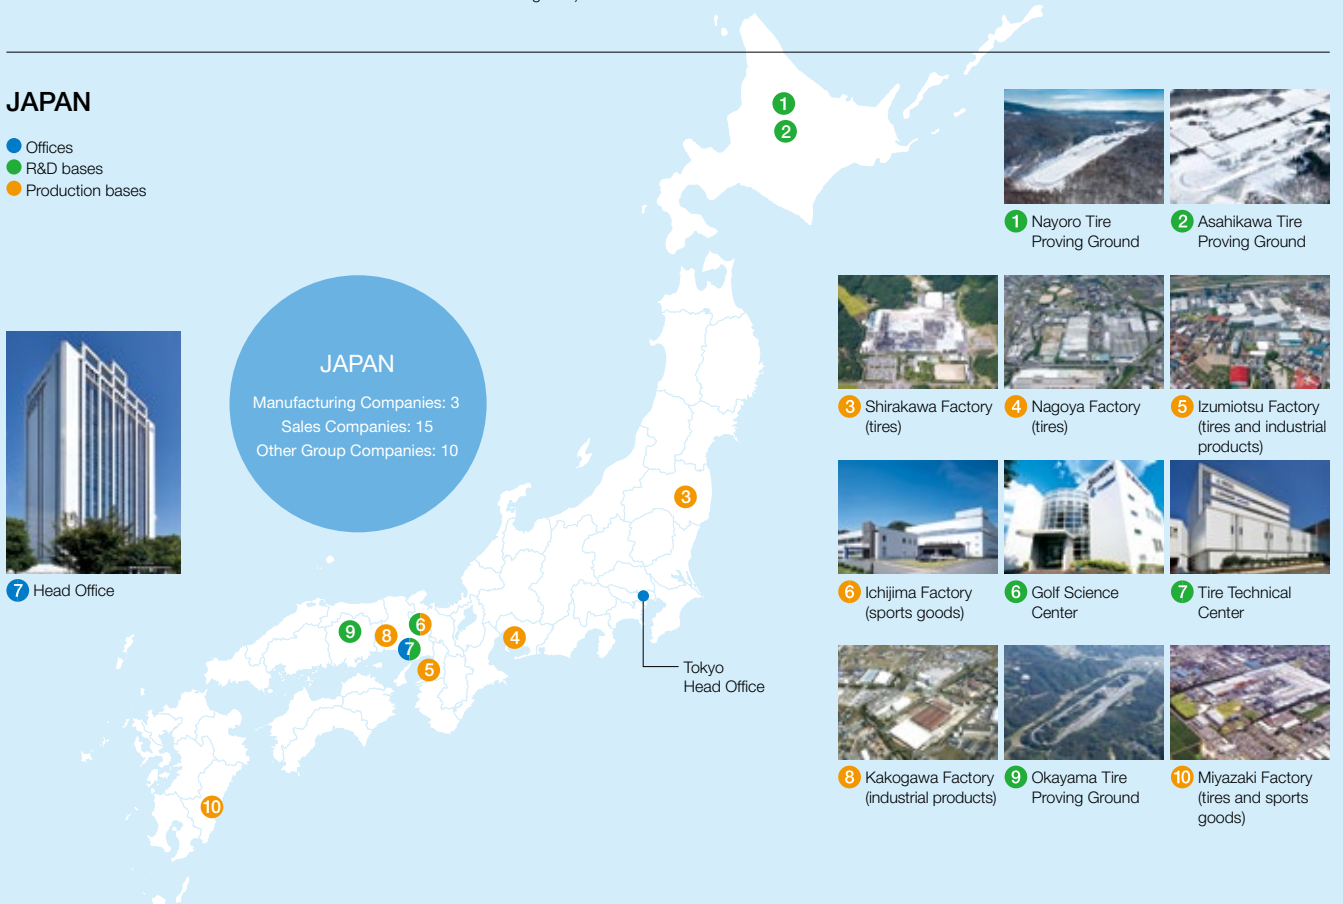 JAPAN
Offices
R&D bases
Production bases
JAPAN
Manufacturing Companies: 3
Sales Companies: 15
Other Group Companies: 10
7 Head Office
1
2
3
4
5
6
7
8
9
10
Tokyo
Head Office
1 Nayoro Tire
Proving Ground
2 Asahikawa Tire
Proving Ground
3 Shirakawa Factory
(tires)
4 Nagoya Factory
(tires)
5 Izumiotsu Factory
(tires and industrial
products)
6 Ichijima Factory
(sports goods)
6 Golf Science
Center
7 Tire Technical
Center
8 Kakogawa Factory
(industrial products)
9 Okayama Tire
Proving Ground
10 Miyazaki Factory
(tires and sports
goods)